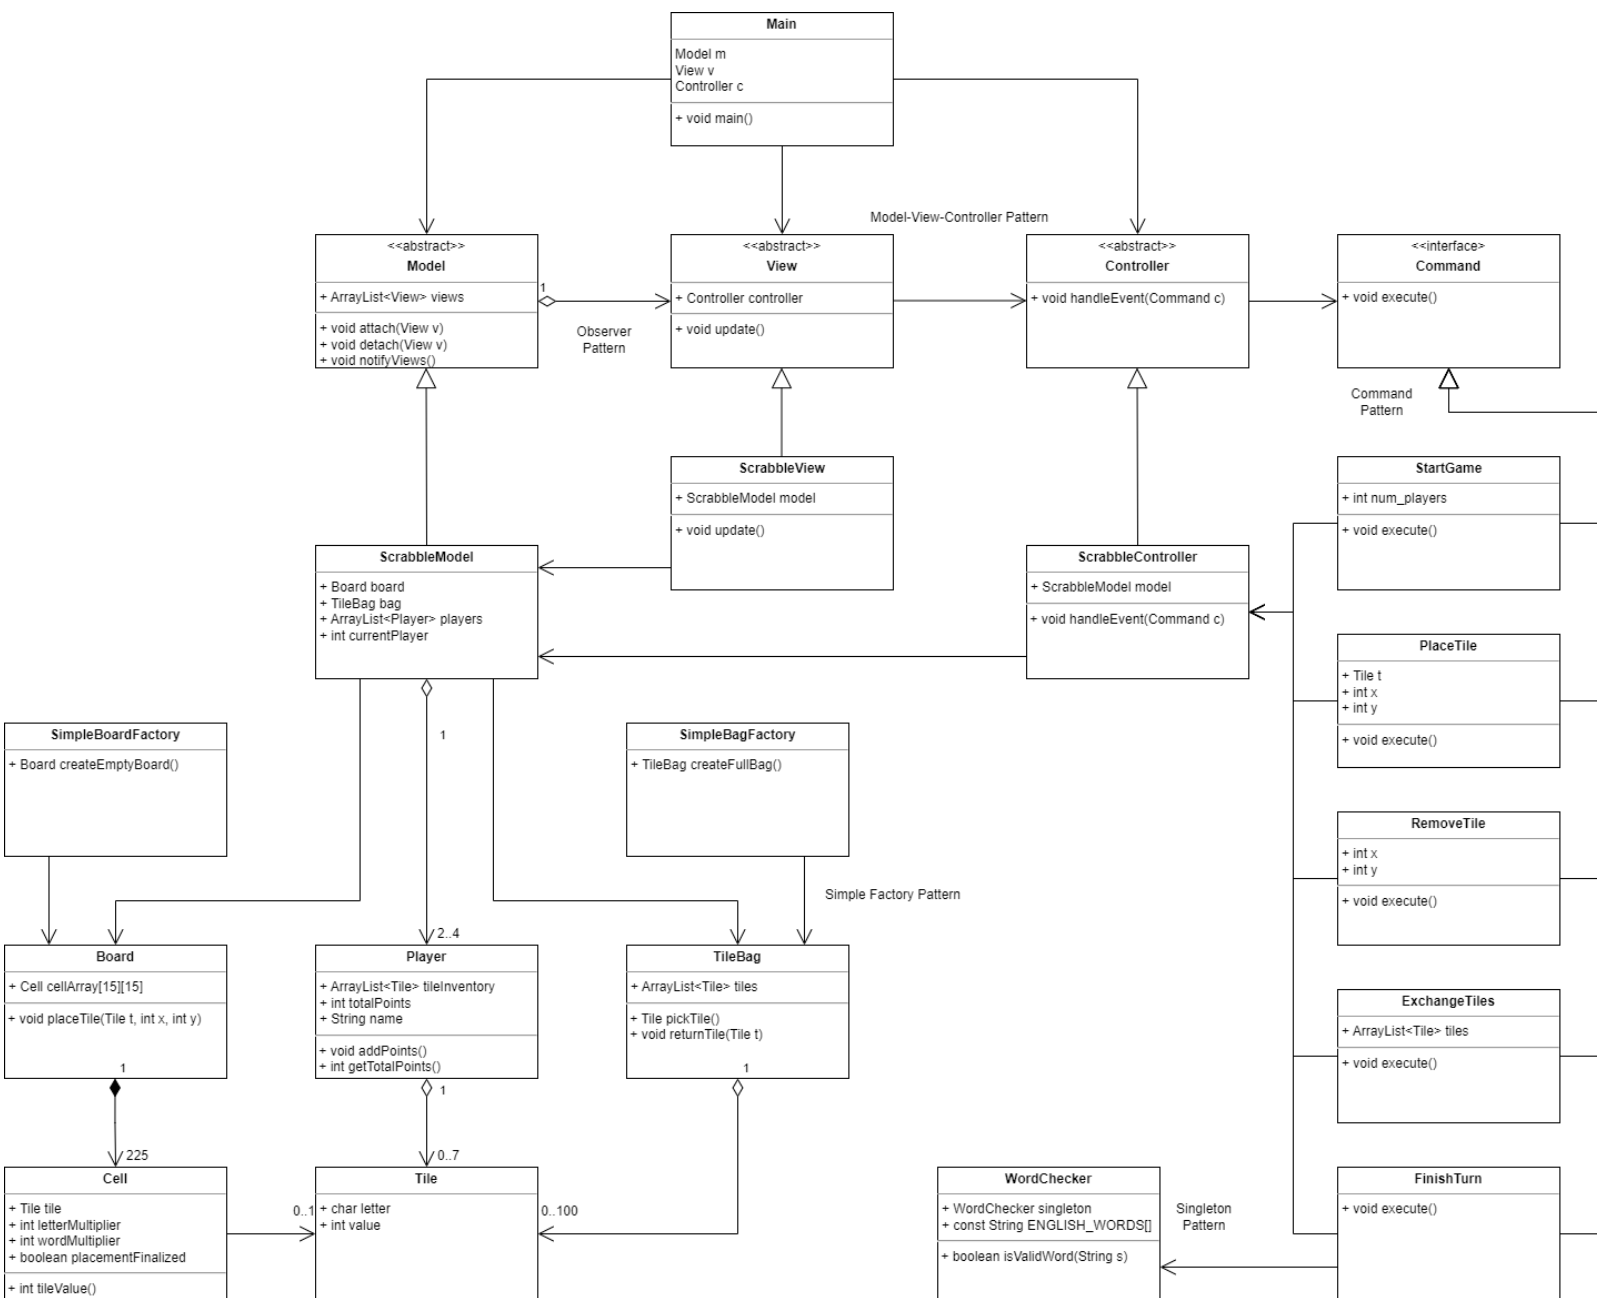 Main
Model m
View v
Controller c
+ void main()
Model-View-Controller Pattern
<<abstract>>
Model
+ ArrayList<View> views
+ void attach(View v)
+ void detach(View v)
+ void notifyViews()
1
Observer
Pattern
<<abstract>>
View
+ Controller controller
+ void update()
<<abstract>>
Controller
+ void handleEvent(Command c)
<<interface>
Command
+ void execute()
Command
Pattern
ScrabbleView
+ ScrabbleModel model
+ void update()
StartGame
+ int num_players
+ void execute()
ScrabbleModel
+ Board board
+ TileBag bag
+ ArrayList<Player> players
+ int currentPlayer
ScrabbleController
+ ScrabbleModel model
+ void handleEvent(Command c)
PlaceTile
+ Tile t
+ int x
+ int y
+ void execute()
SimpleBoardFactory
+ Board createEmptyBoard()
1
SimpleBagFactory
+ TileBag createFullBag()
Simple Factory Pattern
RemoveTile
+ int x
+ int y
+ void execute()
2..4
Board
+ Cell cellArray[15][15]
+ void placeTile(Tile t, int x, int y)
1
Player
+ ArrayList<Tile> tileInventory
+ int totalPoints
+ String name
+ void addPoints()
+ int getTotalPoints()
1
TileBag
+ ArrayList<Tile> tiles
+ Tile pickTile()
+ void returnTile(Tile t)
1
ExchangeTiles
+ ArrayList<Tile> tiles
+ void execute()
225
0..7
Cell
+ Tile tile
+ int letterMultiplier
+ int wordMultiplier
+ boolean placementFinalized
+ int tileValue()
0..1
Tile
+ char letter
+ int value
0..100
WordChecker
+ WordChecker singleton
+ const String ENGLISH_WORDS[]
+ boolean isValidWord(String s)
Singleton
Pattern
FinishTurn
+ void execute()